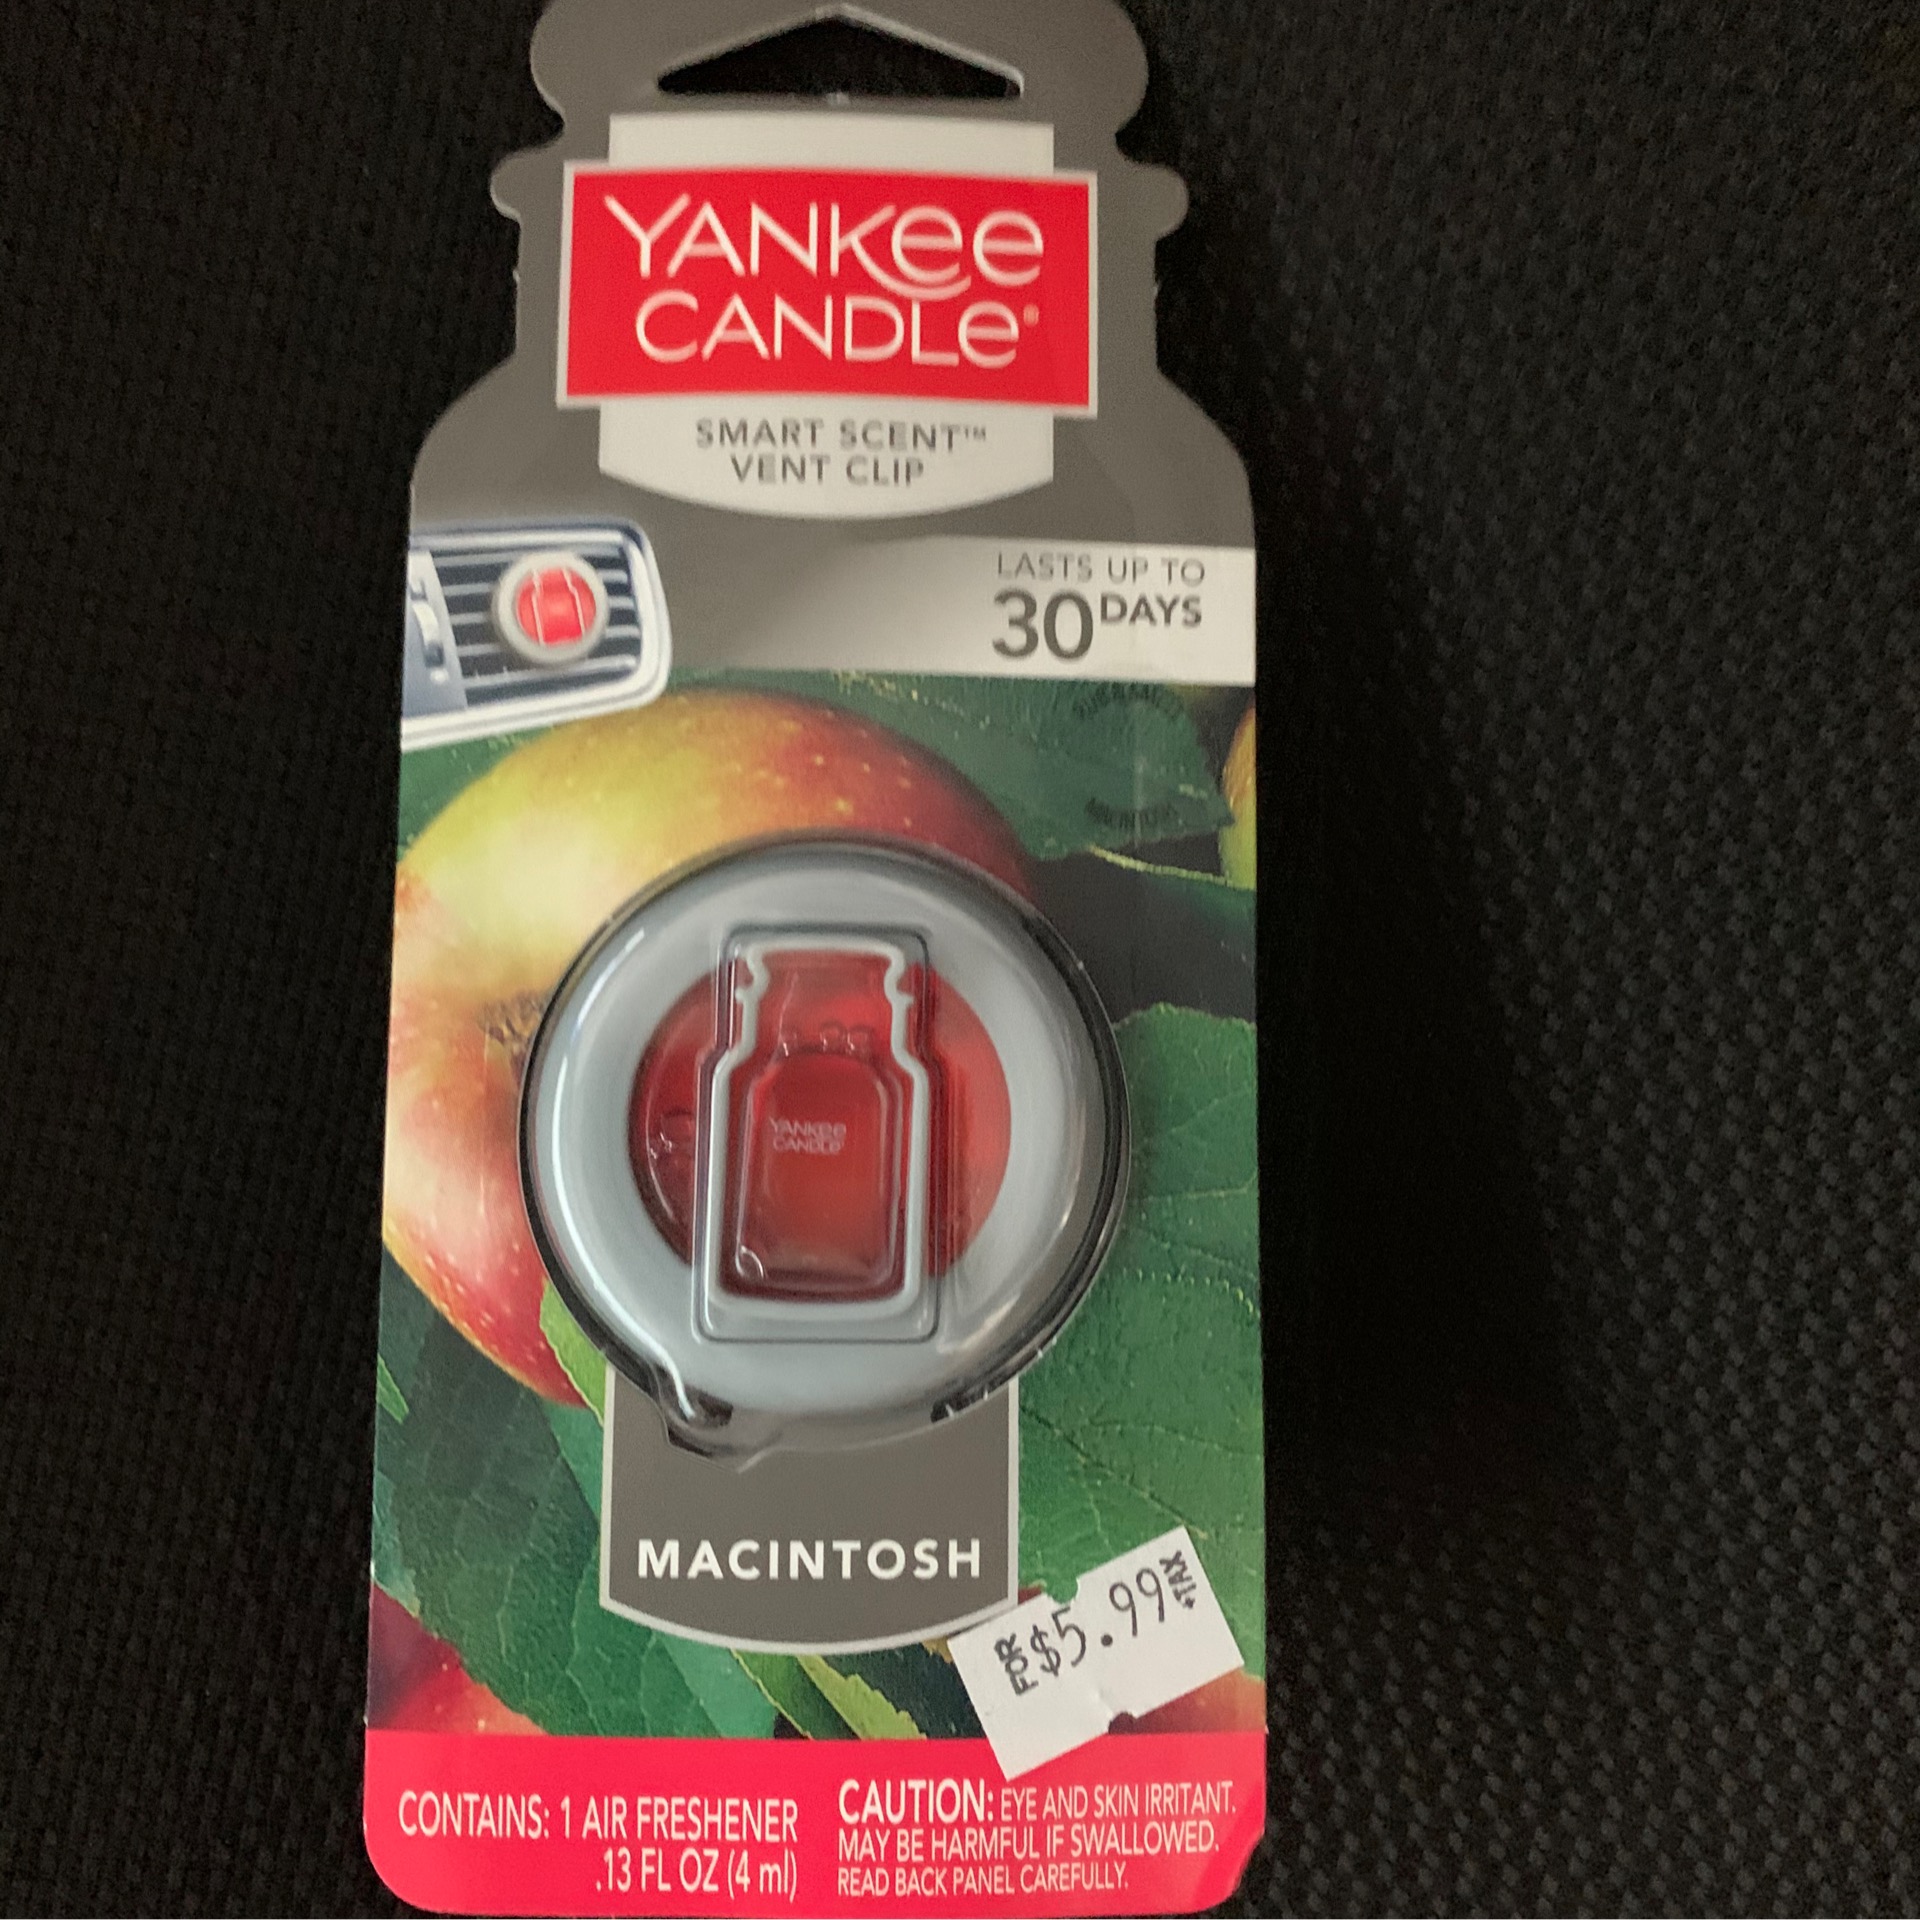 YANKEE
CANDLE®
SMART SCENT™
VENT CLIP
LASTS UP TO
30 DAYS
MACINTOSH
YANKEE
CANDLE
MACINTOSH
FOR $5.99 +TAX
CONTAINS: 1 AIR FRESHENER
.13 FL OZ (4 ml)
CAUTION: EYE AND SKIN IRRITANT.
MAY BE HARMFUL IF SWALLOWED.
READ BACK PANEL CAREFULLY.